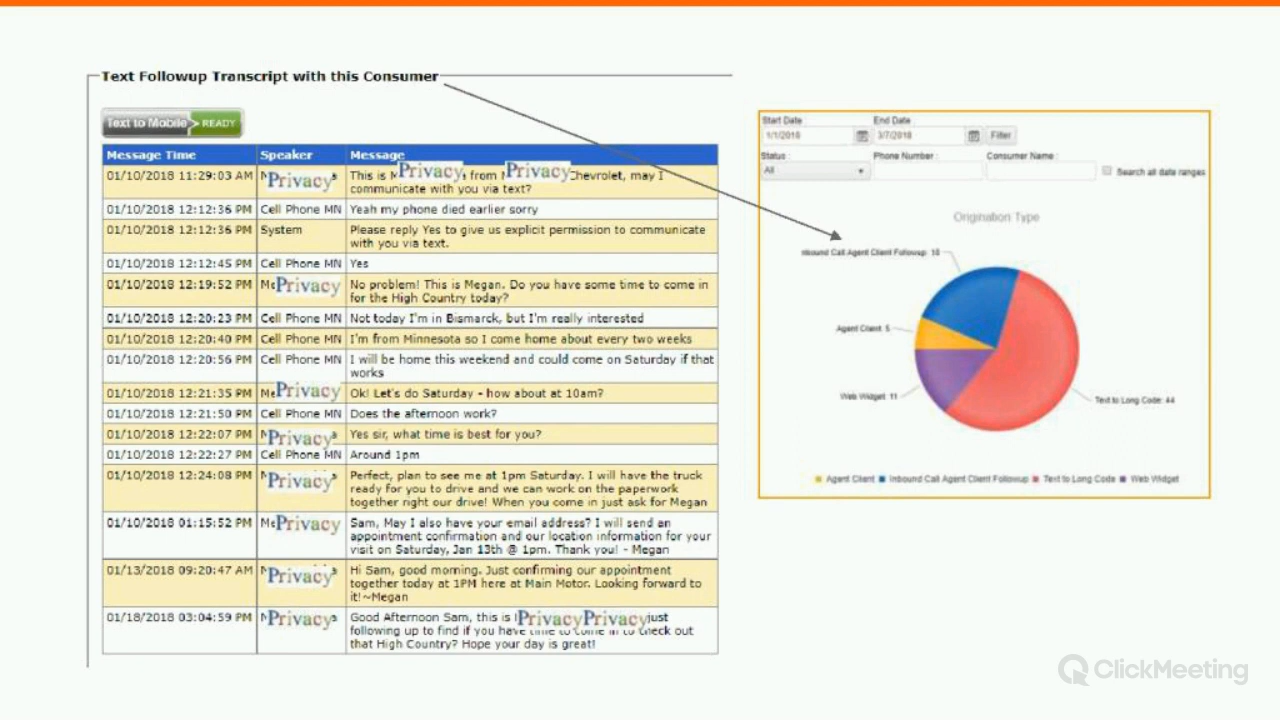 Text Followup Transcript with this Consumer
Text to Mobile > READY
Message Time Speaker Message
01/10/2018 11:29:03 AM Privacy This is Privacy from Privacy Chevrolet, may I
communicate with you via text?
01/10/2018 12:12:36 PM Cell Phone MN Yeah my phone died earlier sorry
01/10/2018 12:12:36 PM System Please reply Yes to give us explicit permission to communicate
with you via text.
01/10/2018 12:12:45 PM Cell Phone MN Yes
01/10/2018 12:19:52 PM Privacy No problem! This is Megan. Do you have some time to come in
for the High Country today?
01/10/2018 12:20:23 PM Cell Phone MN Not today I'm in Bismarck, but I'm really interested
01/10/2018 12:20:40 PM Cell Phone MN I'm from Minnesota so I come home about every two weeks
01/10/2018 12:20:56 PM Cell Phone MN I will be home this weekend and could come on Saturday if that
works
01/10/2018 12:21:35 PM Privacy Ok! Let's do Saturday - how about at 10am?
01/10/2018 12:21:50 PM Cell Phone MN Does the afternoon work?
01/10/2018 12:22:07 PM Privacy Yes sir, what time is best for you?
01/10/2018 12:22:27 PM Cell Phone MN Around 1pm
01/10/2018 12:24:08 PM Privacy Perfect, plan to see me at 1pm Saturday. I will have the truck
ready for you to drive and we can work on the paperwork
together right our drive! When you come in just ask for Megan
01/10/2018 01:15:52 PM Privacy Sam, May I also have your email address? I will send an
appointment confirmation and our location information for your
visit on Saturday, Jan 13th @ 1pm. Thank you! - Megan
01/13/2018 09:20:47 AM Privacy Hi Sam, good morning. Just confirming our appointment
together today at 1PM here at Main Motor. Looking forward to
it!~Megan
01/18/2018 03:04:59 PM Privacy Good Afternoon Sam, this is PrivacyPrivacy just
following up to find if you have time to come in to check out
that High Country? Hope your day is great!
Start Date End Date
1/1/2018 3/7/2018 Filter
Status : Phone Number : Consumer Name :
All Search all date ranges
Origination Type
Inbound Call Agent Client Followup: 18
Agent Client: 5
Web Widget: 11
Text to Long Code: 44
Agent Client Inbound Call Agent Client Followup Text to Long Code Web Widget
ClickMeeting